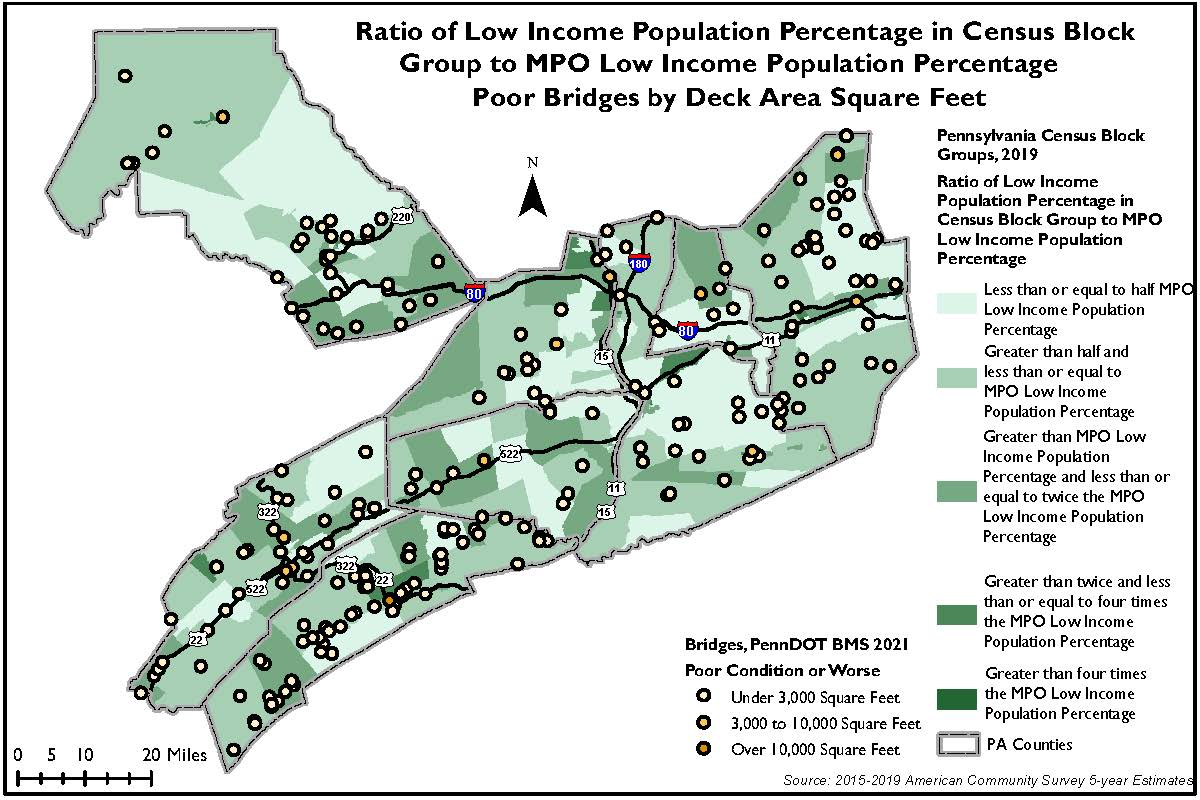 Ratio of Low Income Population Percentage in Census Block
Group to MPO Low Income Population Percentage
Poor Bridges by Deck Area Square Feet
Pennsylvania Census Block
Groups, 2019
Ratio of Low Income
Population Percentage in
Census Block Group to MPO
Low Income Population
Percentage
Less than or equal to half MPO
Low Income Population
Percentage
Greater than half and
less than or equal to
MPO Low Income
Population Percentage
Greater than MPO Low
Income Population
Percentage and less than or
equal to twice the MPO
Low Income Population
Percentage
Greater than twice and less
than or equal to four times
the MPO Low Income
Population Percentage
Greater than four times
the MPO Low Income
Population Percentage
PA Counties
N
220
180
80
80
15
11
522
11
15
322
322
22
522
22
Bridges, PennDOT BMS 2021
Poor Condition or Worse
Under 3,000 Square Feet
3,000 to 10,000 Square Feet
Over 10,000 Square Feet
0 5 10 20 Miles
Source: 2015-2019 American Community Survey 5-year Estimates